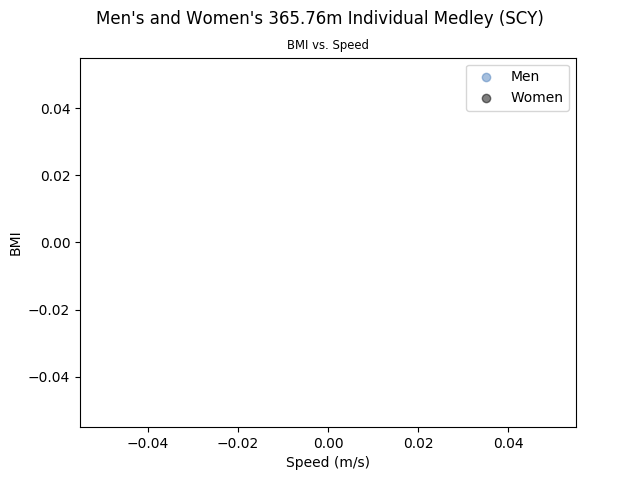 Men's and Women's 365.76m Individual Medley (SCY)
BMI vs. Speed
Men
Women
0.04
0.02
0.00
−0.02
−0.04
BMI
−0.04
−0.02
0.00
0.02
0.04
Speed (m/s)